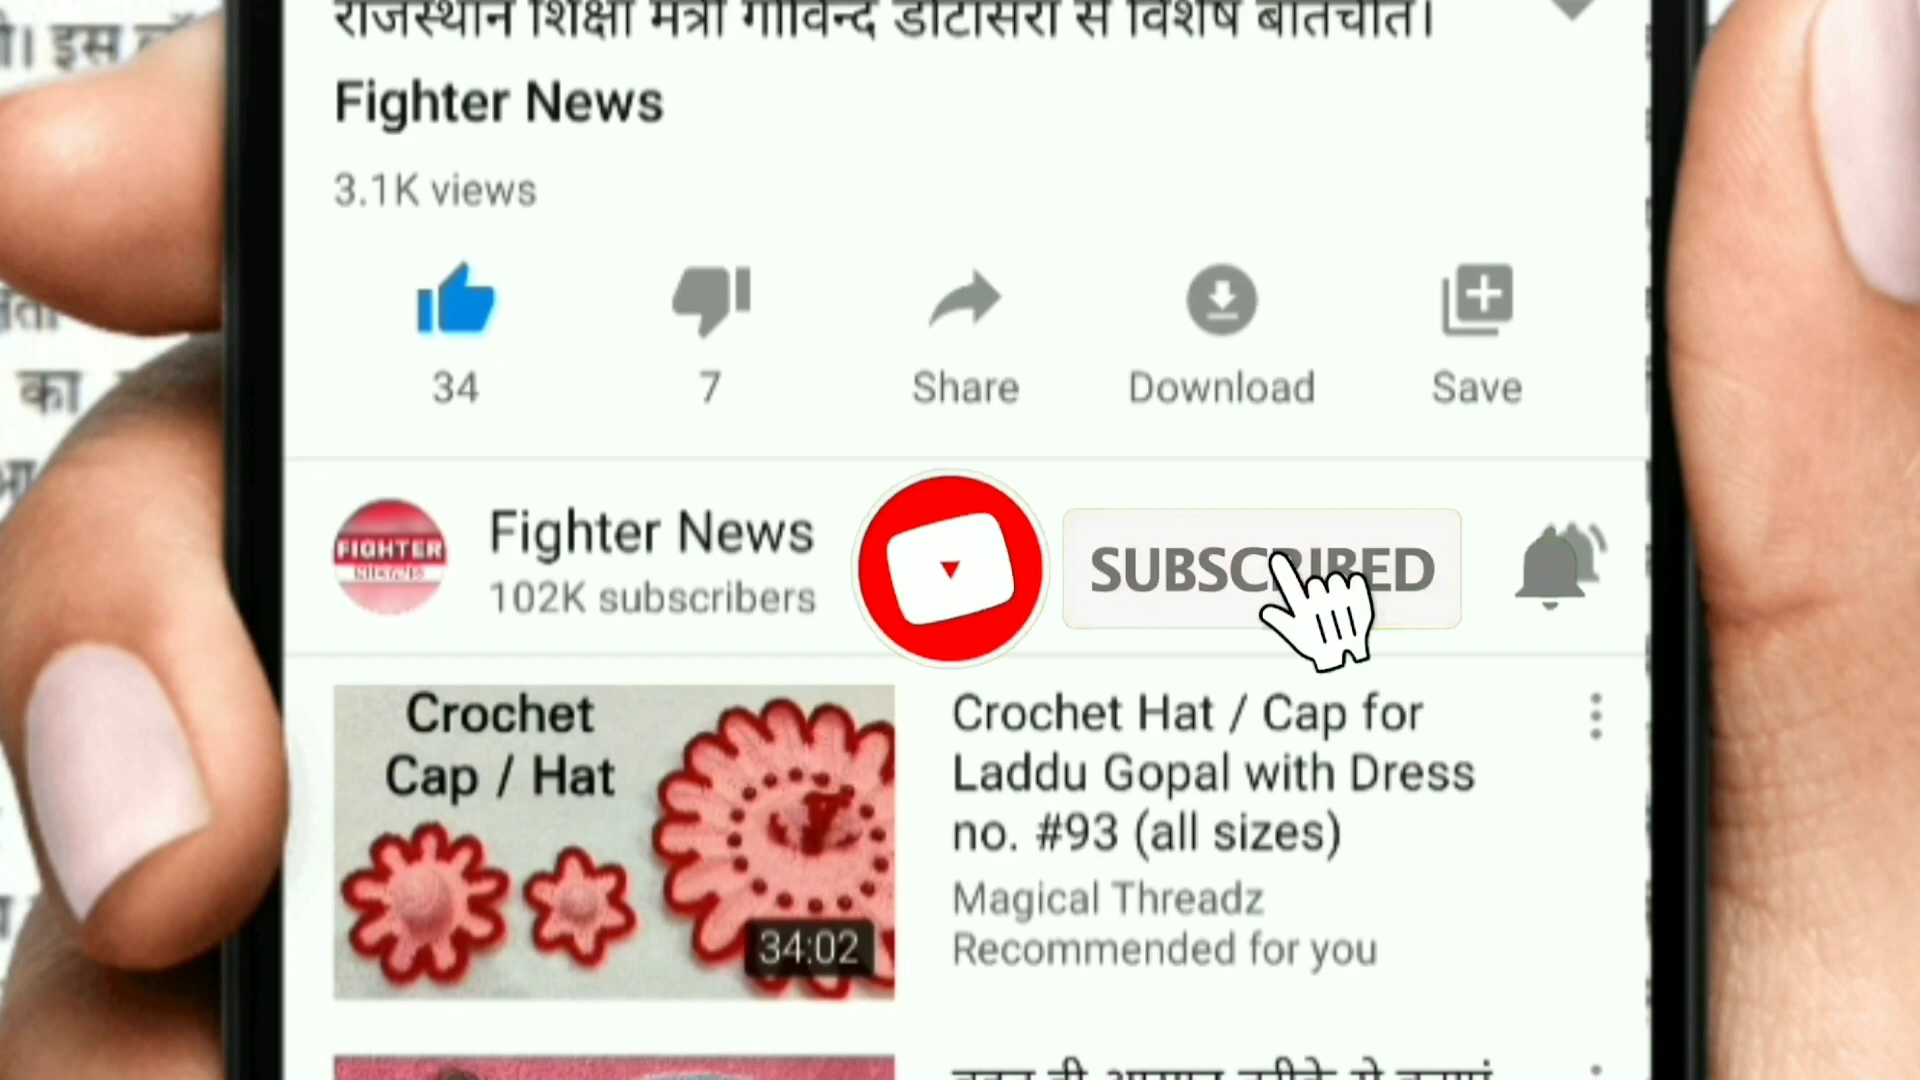 राजस्थान शिक्षा मंत्री गोविन्द डोटासरा से विशेष बातचीत।
Fighter News
3.1K views
34
7
Share
Download
Save
Fighter News
102K subscribers
FIGHTER
SUBSCRIBED
Crochet
Cap / Hat
34:02
Crochet Hat / Cap for
Laddu Gopal with Dress
no. #93 (all sizes)
Magical Threadz
Recommended for you
। इस
का